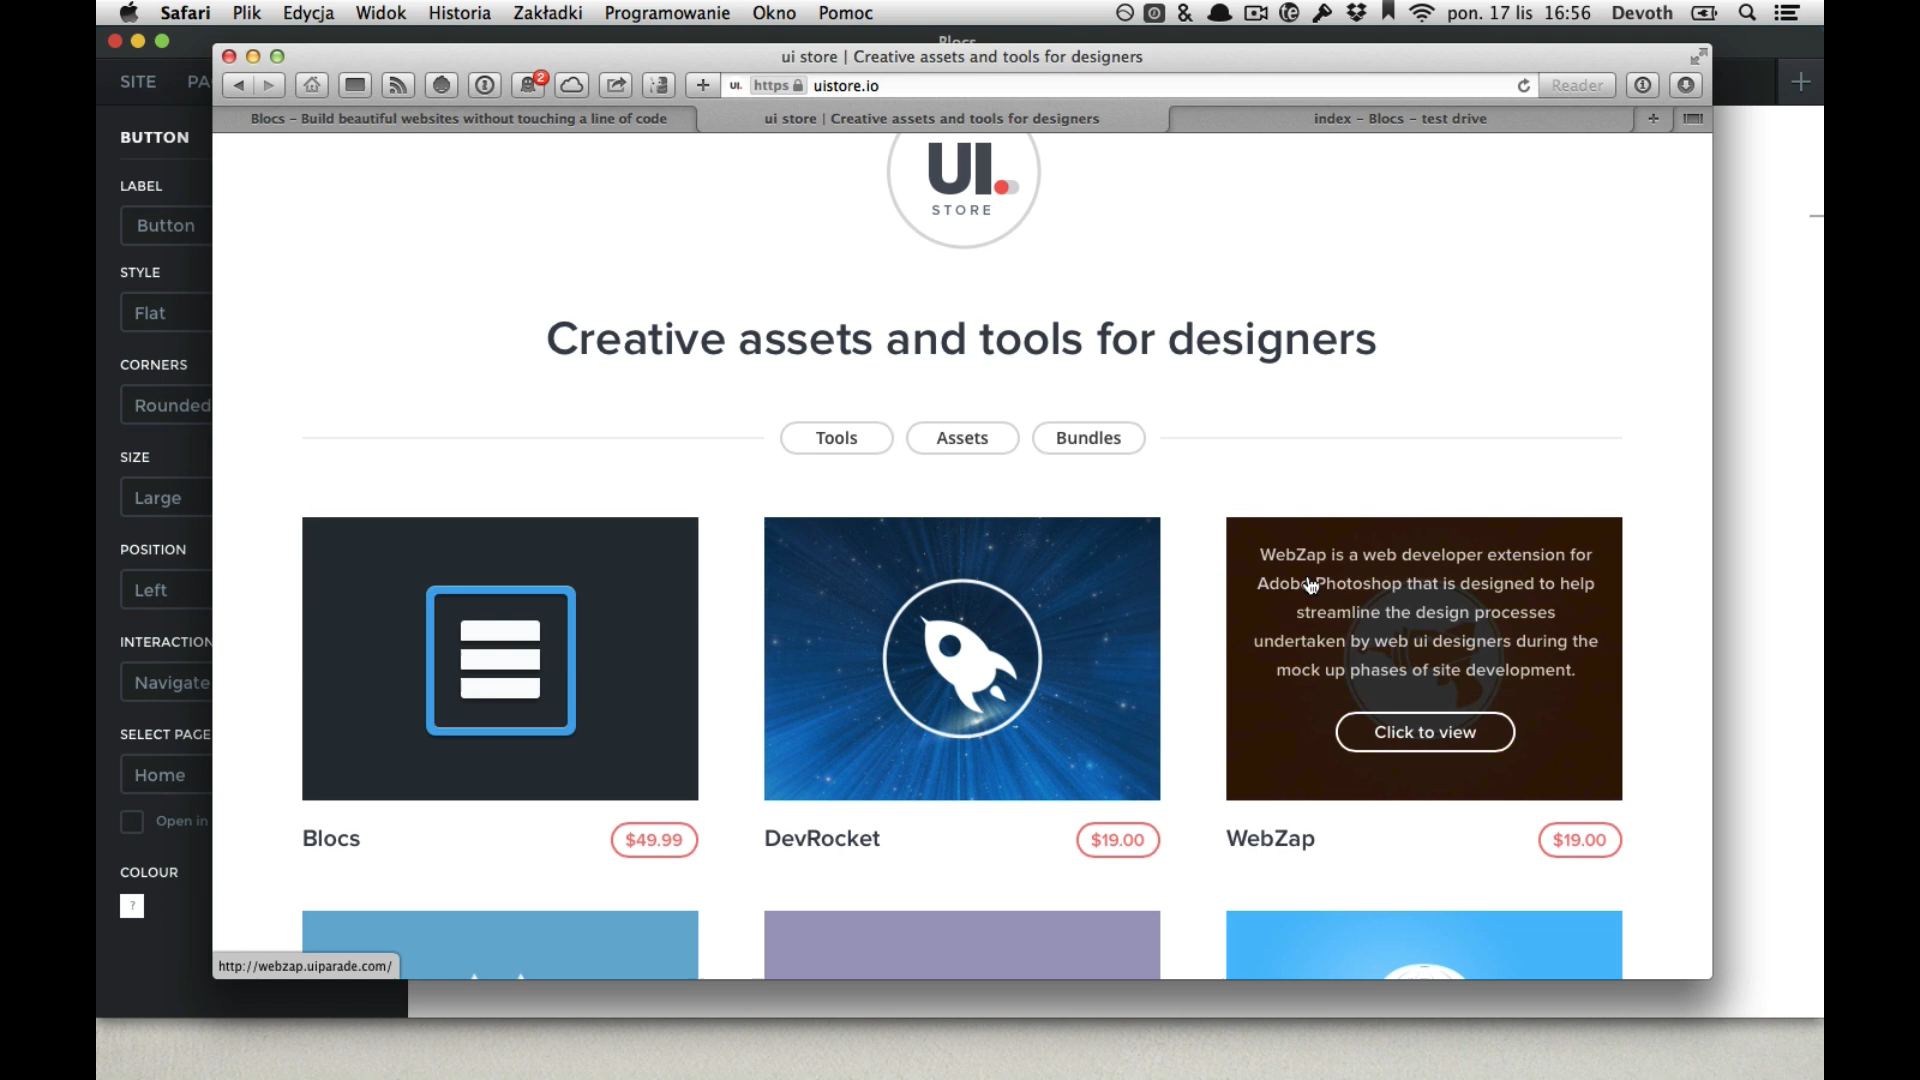 Safari Plik Edycja Widok Historia Zakładki Programowanie Okno Pomoc pon. 17 lis 16:56 Devoth
Blocs
ui store | Creative assets and tools for designers
SITE
2
UI. https uistore.io Reader
Blocs – Build beautiful websites without touching a line of code ui store | Creative assets and tools for designers index – Blocs – test drive
BUTTON
LABEL
Button
STYLE
Flat
CORNERS
Rounded
SIZE
Large
POSITION
Left
INTERACTION
Navigate
SELECT PAGE
Home
Open in
COLOUR
?
UI.
STORE
Creative assets and tools for designers
Tools Assets Bundles
WebZap is a web developer extension for
Adobe Photoshop that is designed to help
streamline the design processes
undertaken by web ui designers during the
mock up phases of site development.
Click to view
Blocs $49.99 DevRocket $19.00 WebZap $19.00
http://webzap.uiparade.com/